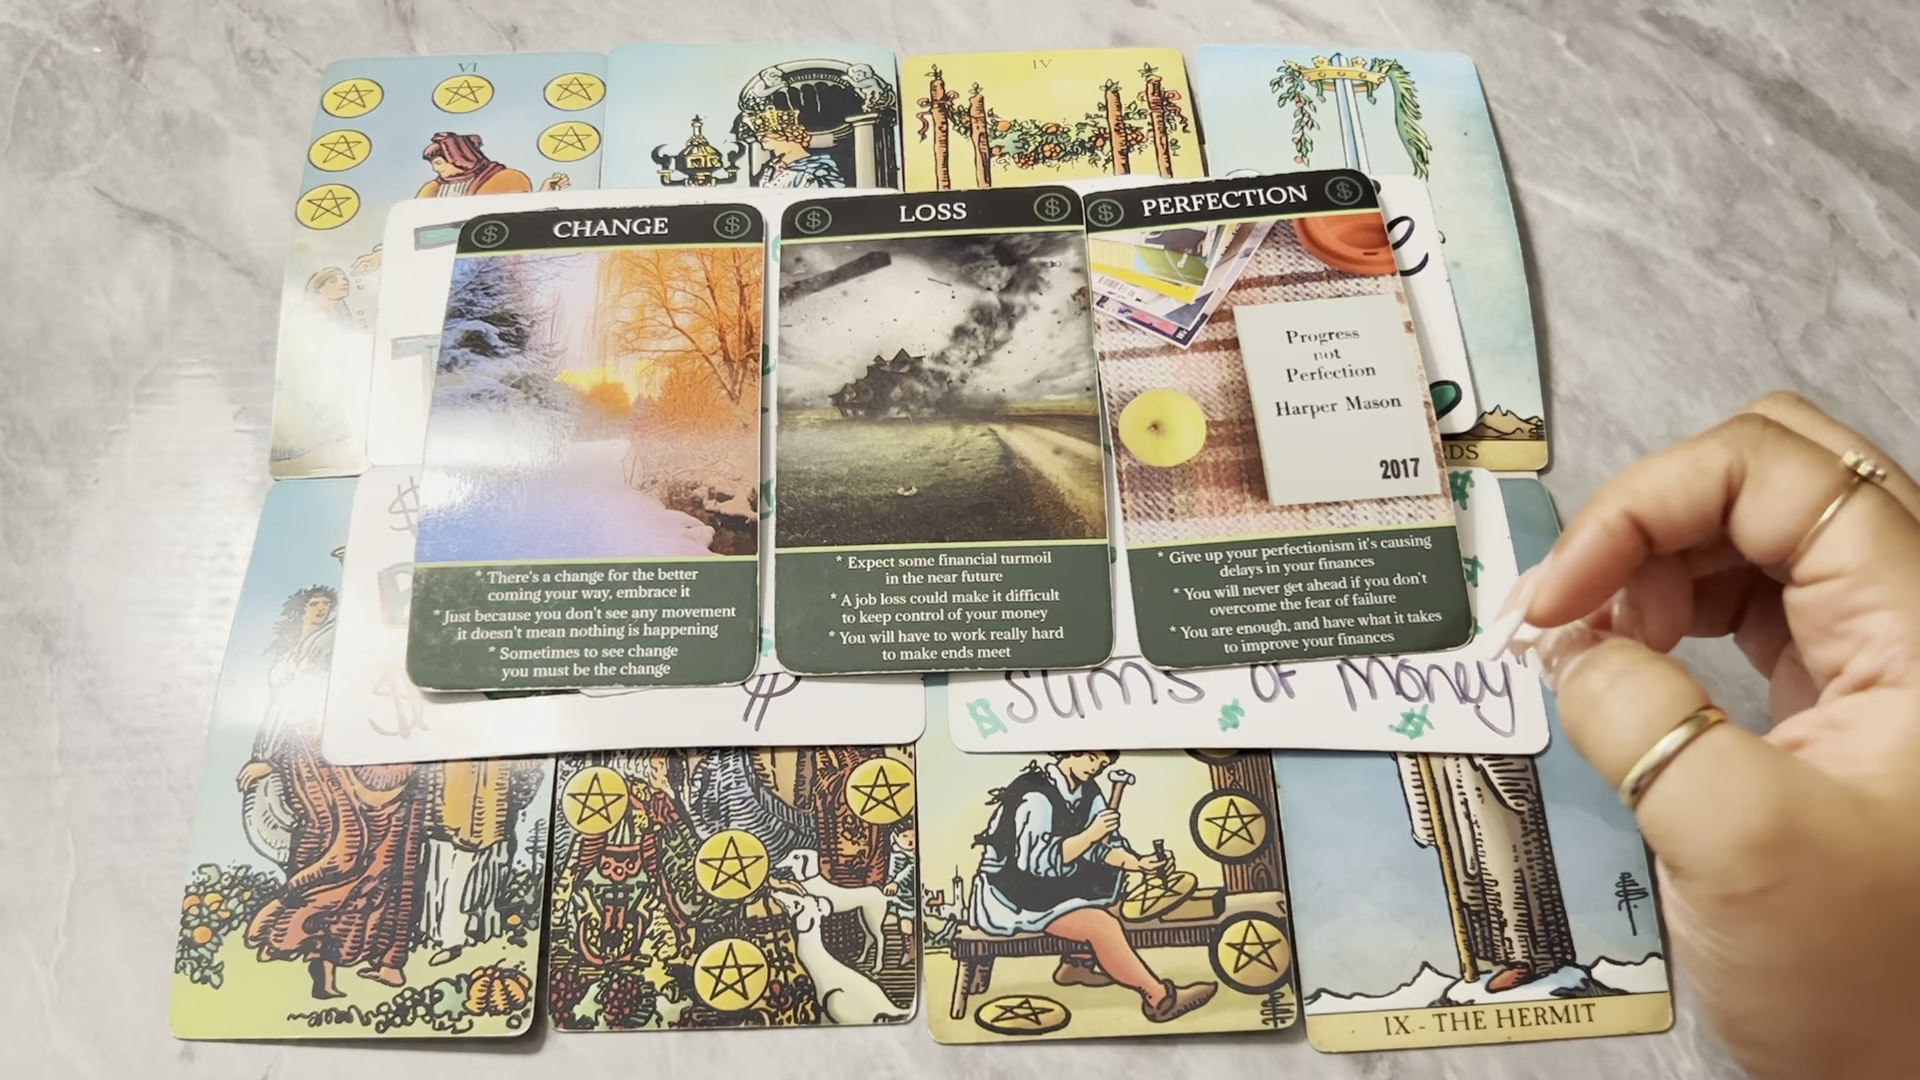 VI
IV
CHANGE
$
$
* There's a change for the better
coming your way, embrace it
* Just because you don't see any movement
it doesn't mean nothing is happening
* Sometimes to see change
you must be the change
LOSS
$
$
* Expect some financial turmoil
in the near future
* A job loss could make it difficult
to keep control of your money
* You will have to work really hard
to make ends meet
PERFECTION
$
$
Progress
not
Perfection
Harper Mason
2017
* Give up your perfectionism it's causing
delays in your finances
* You will never get ahead if you don't
overcome the fear of failure
* You are enough, and have what it takes
to improve your finances
e
DS
$
$
$
Sums of Money"
$
$
$
IX - THE HERMIT